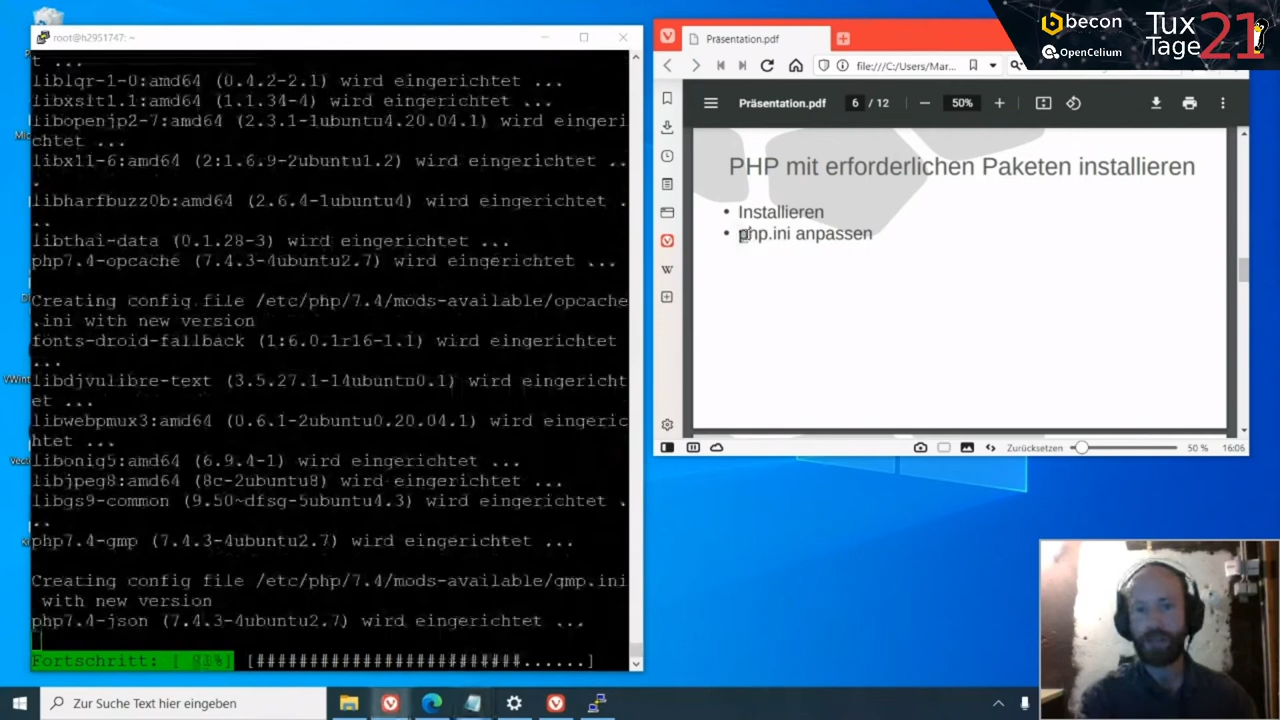 root@h2951747: ~
t ...
liblqr-1-0:amd64 (0.4.2-2.1) wird eingerichtet ...
libxslt1.1:amd64 (1.1.34-4) wird eingerichtet ...
libopenjp2-7:amd64 (2.3.1-1ubuntu4.20.04.1) wird eingeri
chtet ...
libx11-6:amd64 (2:1.6.9-2ubuntu1.2) wird eingerichtet ..
.
libharfbuzz0b:amd64 (2.6.4-1ubuntu4) wird eingerichtet .
..
libthai-data (0.1.28-3) wird eingerichtet ...
php7.4-opcache (7.4.3-4ubuntu2.7) wird eingerichtet ...
Creating config file /etc/php/7.4/mods-available/opcache
.ini with new version
fonts-droid-fallback (1:6.0.1r16-1.1) wird eingerichtet
...
libdjvulibre-text (3.5.27.1-14ubuntu0.1) wird eingericht
et ...
libwebpmux3:amd64 (0.6.1-2ubuntu0.20.04.1) wird eingeric
htet ...
libonig5:amd64 (6.9.4-1) wird eingerichtet ...
libjpeg8:amd64 (8c-2ubuntu8) wird eingerichtet ...
libgs9-common (9.50~dfsg-5ubuntu4.3) wird eingerichtet .
..
php7.4-gmp (7.4.3-4ubuntu2.7) wird eingerichtet ...
Creating config file /etc/php/7.4/mods-available/gmp.ini
with new version
php7.4-json (7.4.3-4ubuntu2.7) wird eingerichtet ...
Fortschritt: [ %] [########################......]
Präsentation.pdf
file:///C:/Users/Mar...
Präsentation.pdf 6 / 12 50%
PHP mit erforderlichen Paketen installieren
• Installieren
• php.ini anpassen
Zurücksetzen 50 % 16:06
becon
OpenCelium
Tux
Tage
21
Zur Suche Text hier eingeben